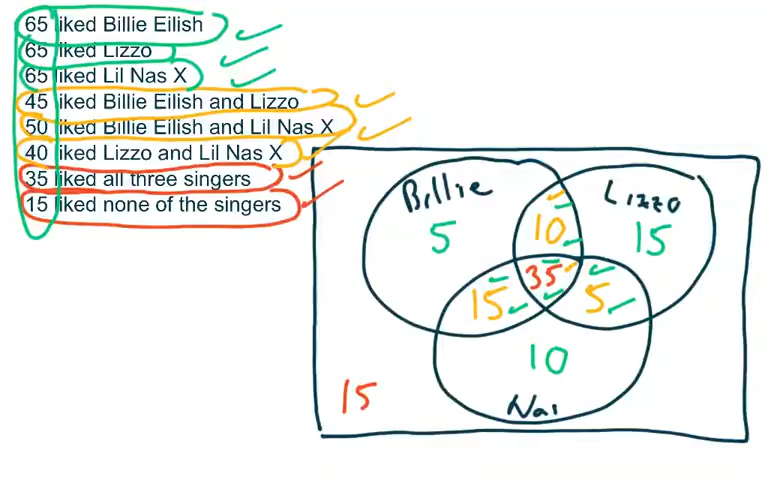 65 liked Billie Eilish
65 liked Lizzo
65 liked Lil Nas X
45 liked Billie Eilish and Lizzo
50 liked Billie Eilish and Lil Nas X
40 liked Lizzo and Lil Nas X
35 liked all three singers
15 liked none of the singers
Billie
Lizzo
5
10
15
35
15
5
10
15
Nas